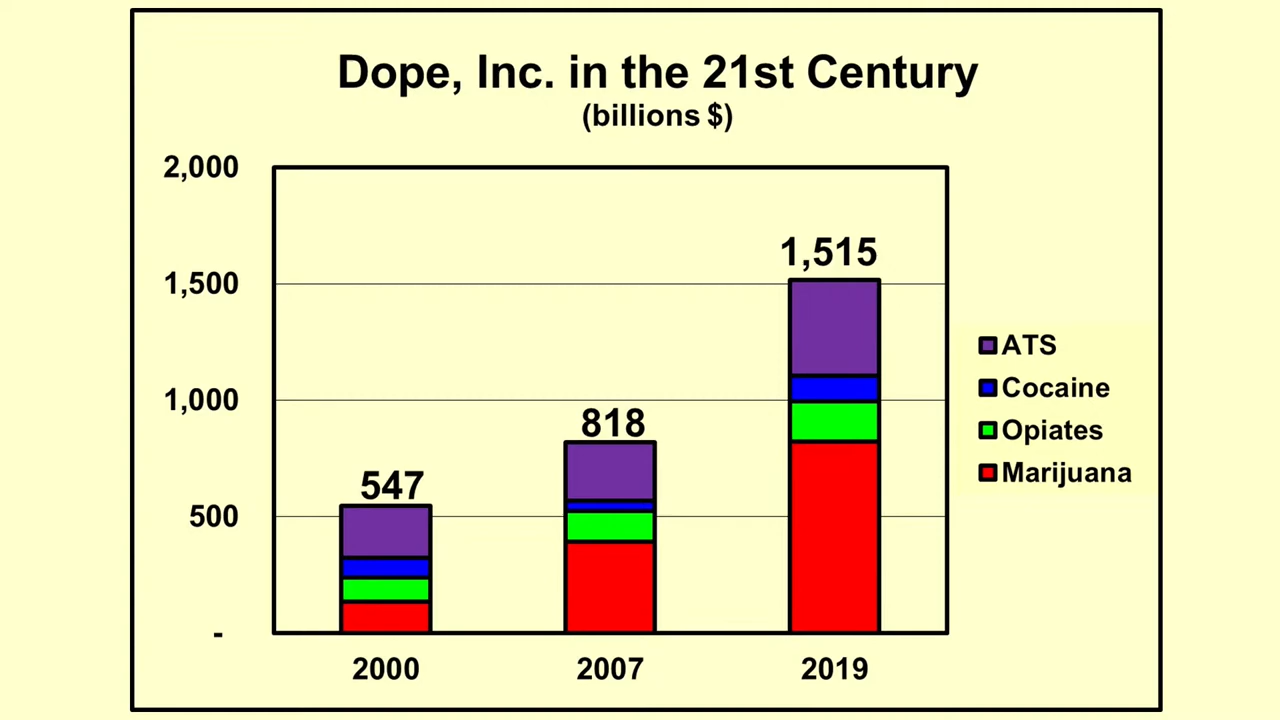 Dope, Inc. in the 21st Century
(billions $)
2,000
1,500
1,000
500
-
547
818
1,515
2000
2007
2019
ATS
Cocaine
Opiates
Marijuana